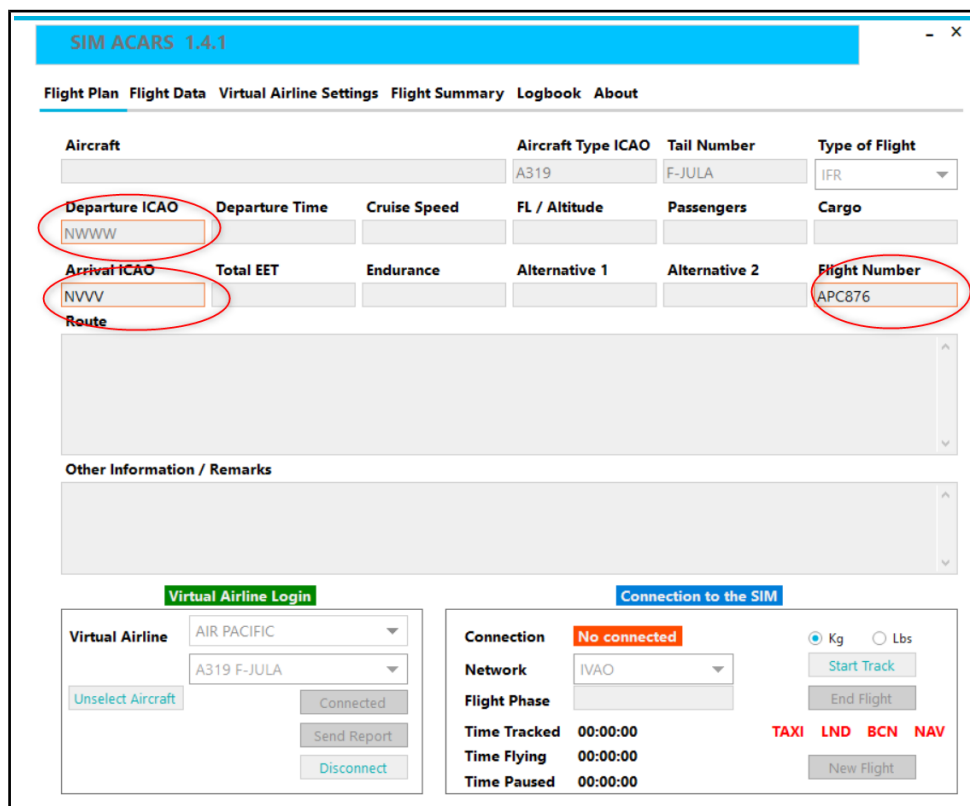 SIM ACARS 1.4.1
Flight Plan Flight Data Virtual Airline Settings Flight Summary Logbook About
Aircraft Aircraft Type ICAO Tail Number Type of Flight
A319 F-JULA IFR
Departure ICAO Departure Time Cruise Speed FL / Altitude Passengers Cargo
NWWW
Arrival ICAO Total EET Endurance Alternative 1 Alternative 2 Flight Number
NVVV APC876
Route
Other Information / Remarks
Virtual Airline Login
Virtual Airline AIR PACIFIC
A319 F-JULA
Unselect Aircraft Connected
Send Report
Disconnect
Connection to the SIM
Connection No connected Kg Lbs
Network IVAO Start Track
Flight Phase End Flight
Time Tracked 00:00:00 TAXI LND BCN NAV
Time Flying 00:00:00
New Flight
Time Paused 00:00:00